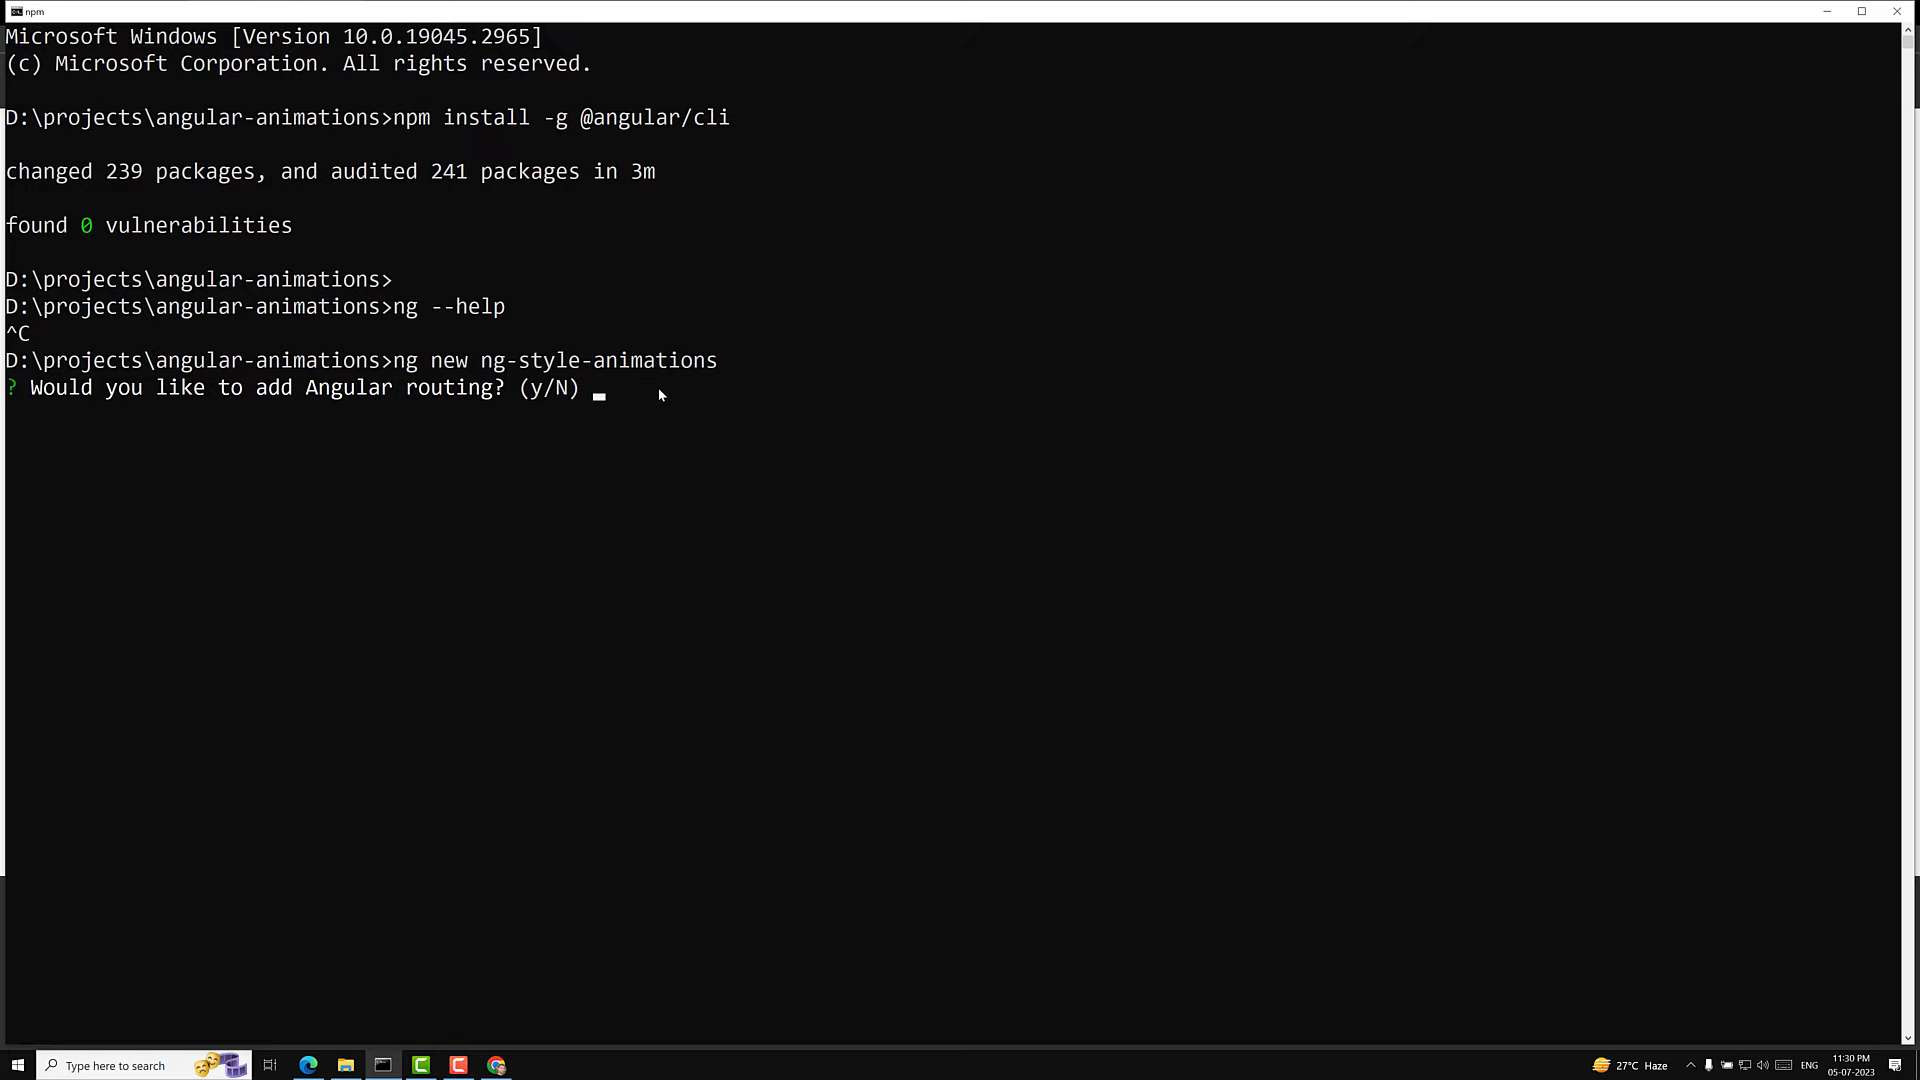 npm
Microsoft Windows [Version 10.0.19045.2965]
(c) Microsoft Corporation. All rights reserved.
D:\projects\angular-animations>npm install -g @angular/cli
changed 239 packages, and audited 241 packages in 3m
found 0 vulnerabilities
D:\projects\angular-animations>
D:\projects\angular-animations>ng --help
^C
D:\projects\angular-animations>ng new ng-style-animations
? Would you like to add Angular routing? (y/N)
Type here to search
27°C Haze
ENG
11:30 PM
05-07-2023